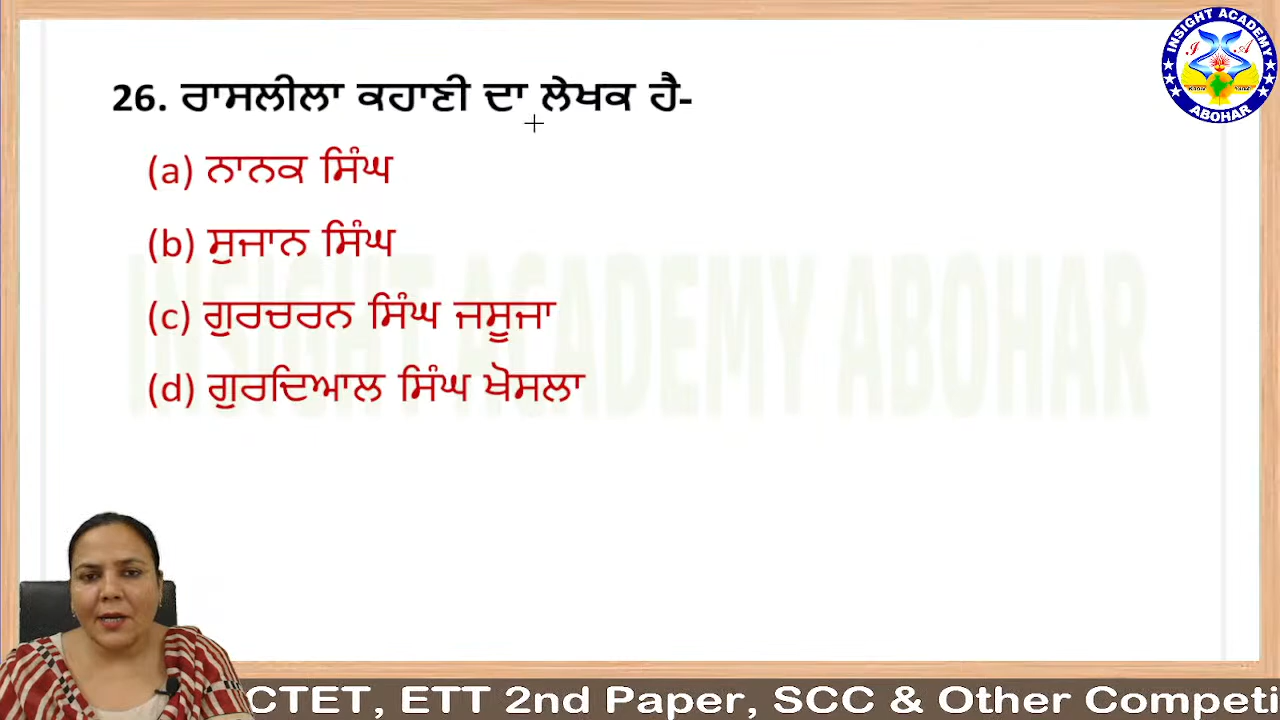 26. ਰਾਸਲੀਲਾ ਕਹਾਣੀ ਦਾ ਲੇਖਕ ਹੈ-
(a) ਨਾਨਕ ਸਿੰਘ
(b) ਸੁਜਾਨ ਸਿੰਘ
(c) ਗੁਰਚਰਨ ਸਿੰਘ ਜਸੂਜਾ
(d) ਗੁਰਦਿਆਲ ਸਿੰਘ ਖੋਸਲਾ
INSIGHT ACADEMY ABOHAR
INSIGHT ACADEMY
I A
ABOHAR
CTET, ETT 2nd Paper, SCC & Other Competi